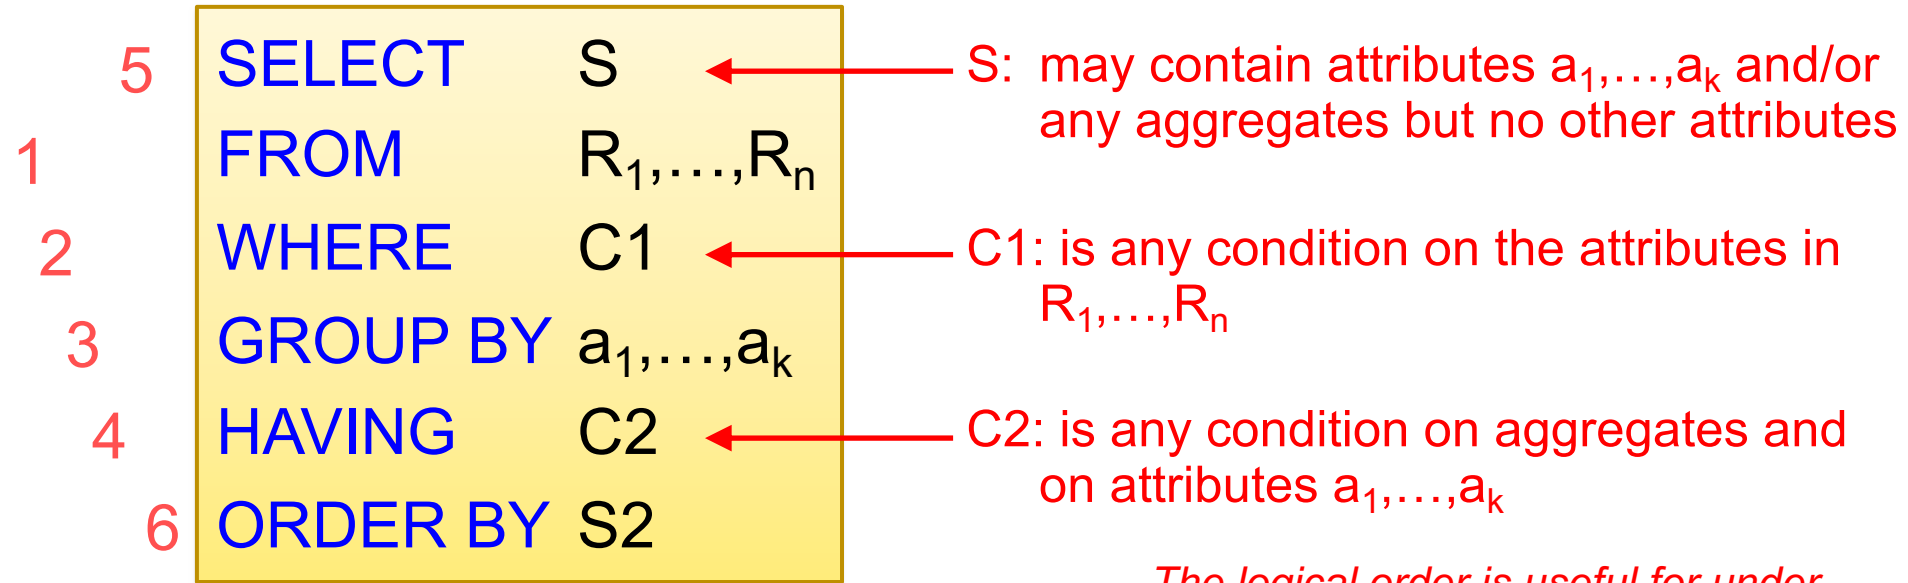 5 SELECT S
S: may contain attributes a₁,…,aₖ and/or
any aggregates but no other attributes
1 FROM R₁,…,Rₙ
2 WHERE C1
C1: is any condition on the attributes in
R₁,…,Rₙ
3 GROUP BY a₁,…,aₖ
4 HAVING C2
C2: is any condition on aggregates and
on attributes a₁,…,aₖ
6 ORDER BY S2
The logical order is useful for under